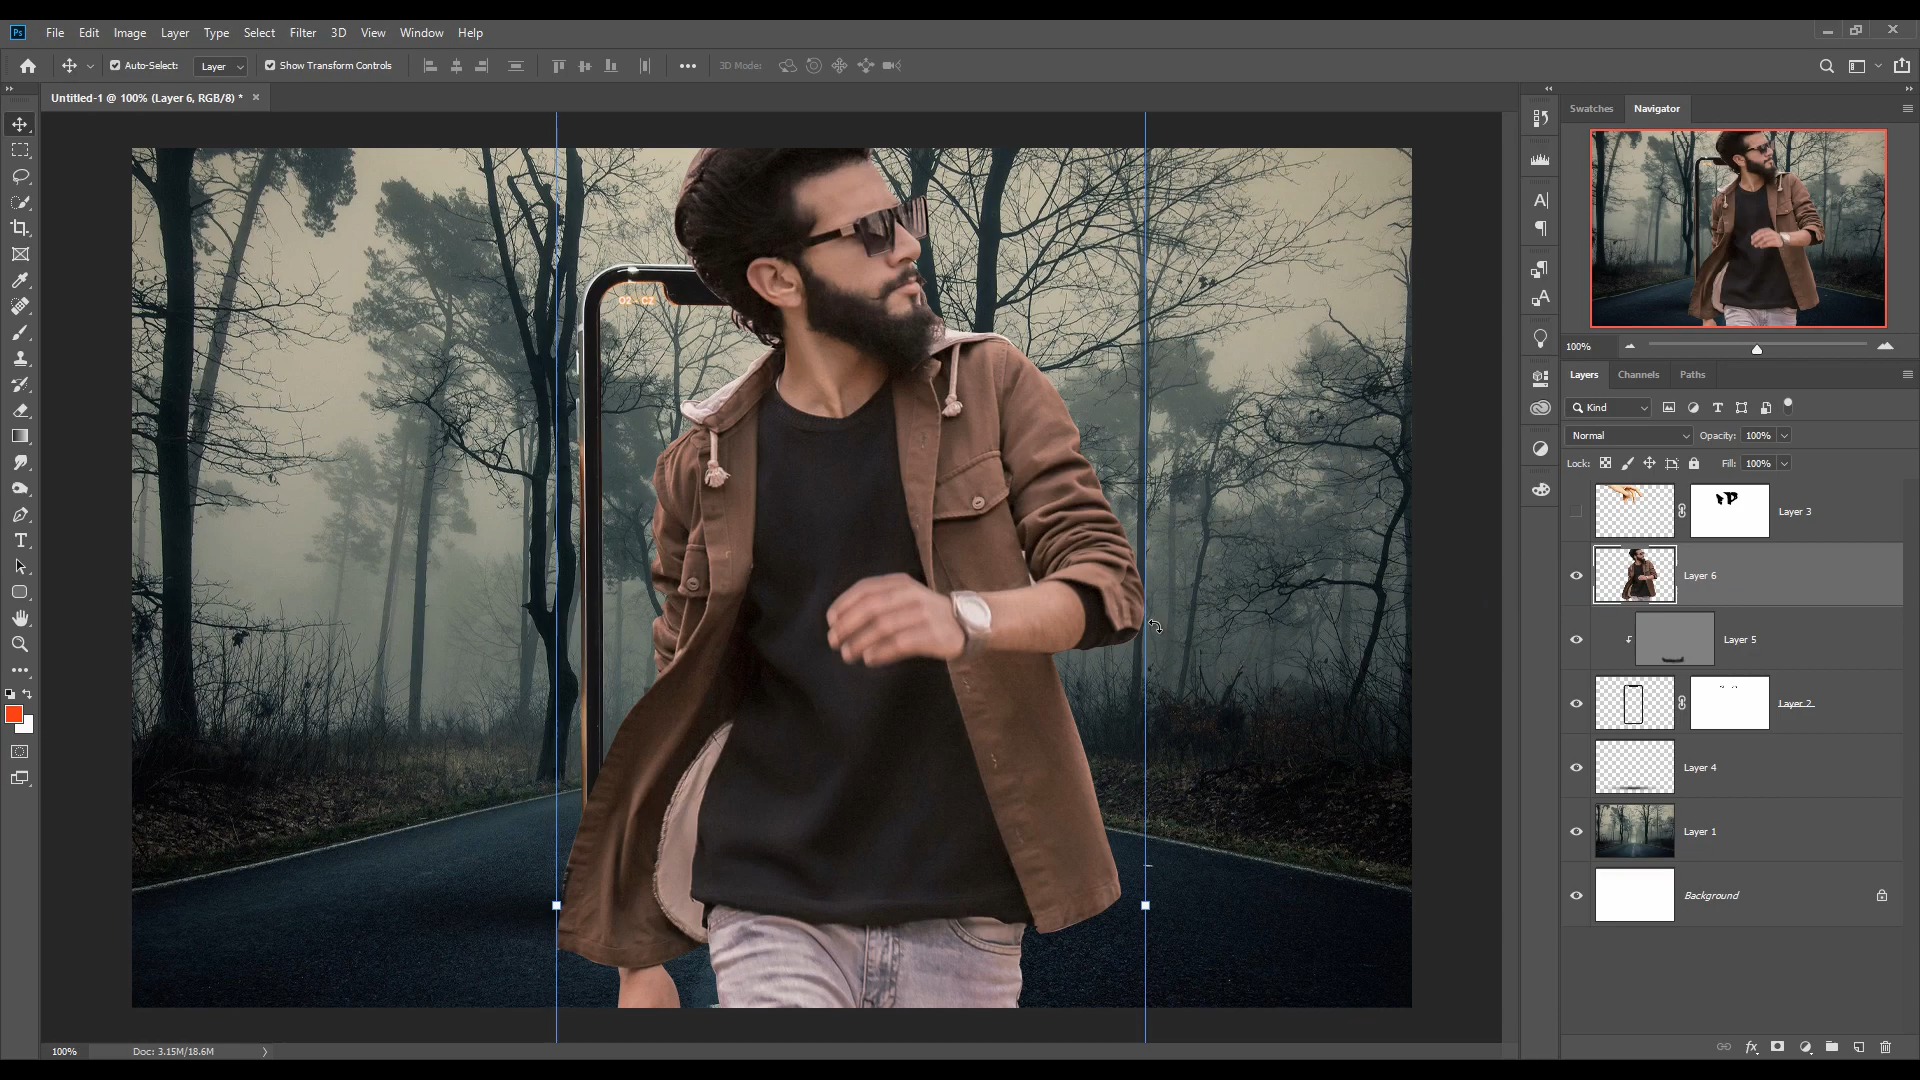 Ps File Edit Image Layer Type Select Filter 3D View Window Help
Auto-Select: Layer Show Transform Controls 3D Mode:
Untitled-1 @ 100% (Layer 6, RGB/8) *
Swatches Navigator
02 - CZ
100%
Layers Channels Paths
Kind
Normal Opacity: 100%
Lock: Fill: 100%
Layer 3
Layer 6
Layer 5
Layer 2
Layer 4
Layer 1
Background
100% Doc: 3.15M/18.6M